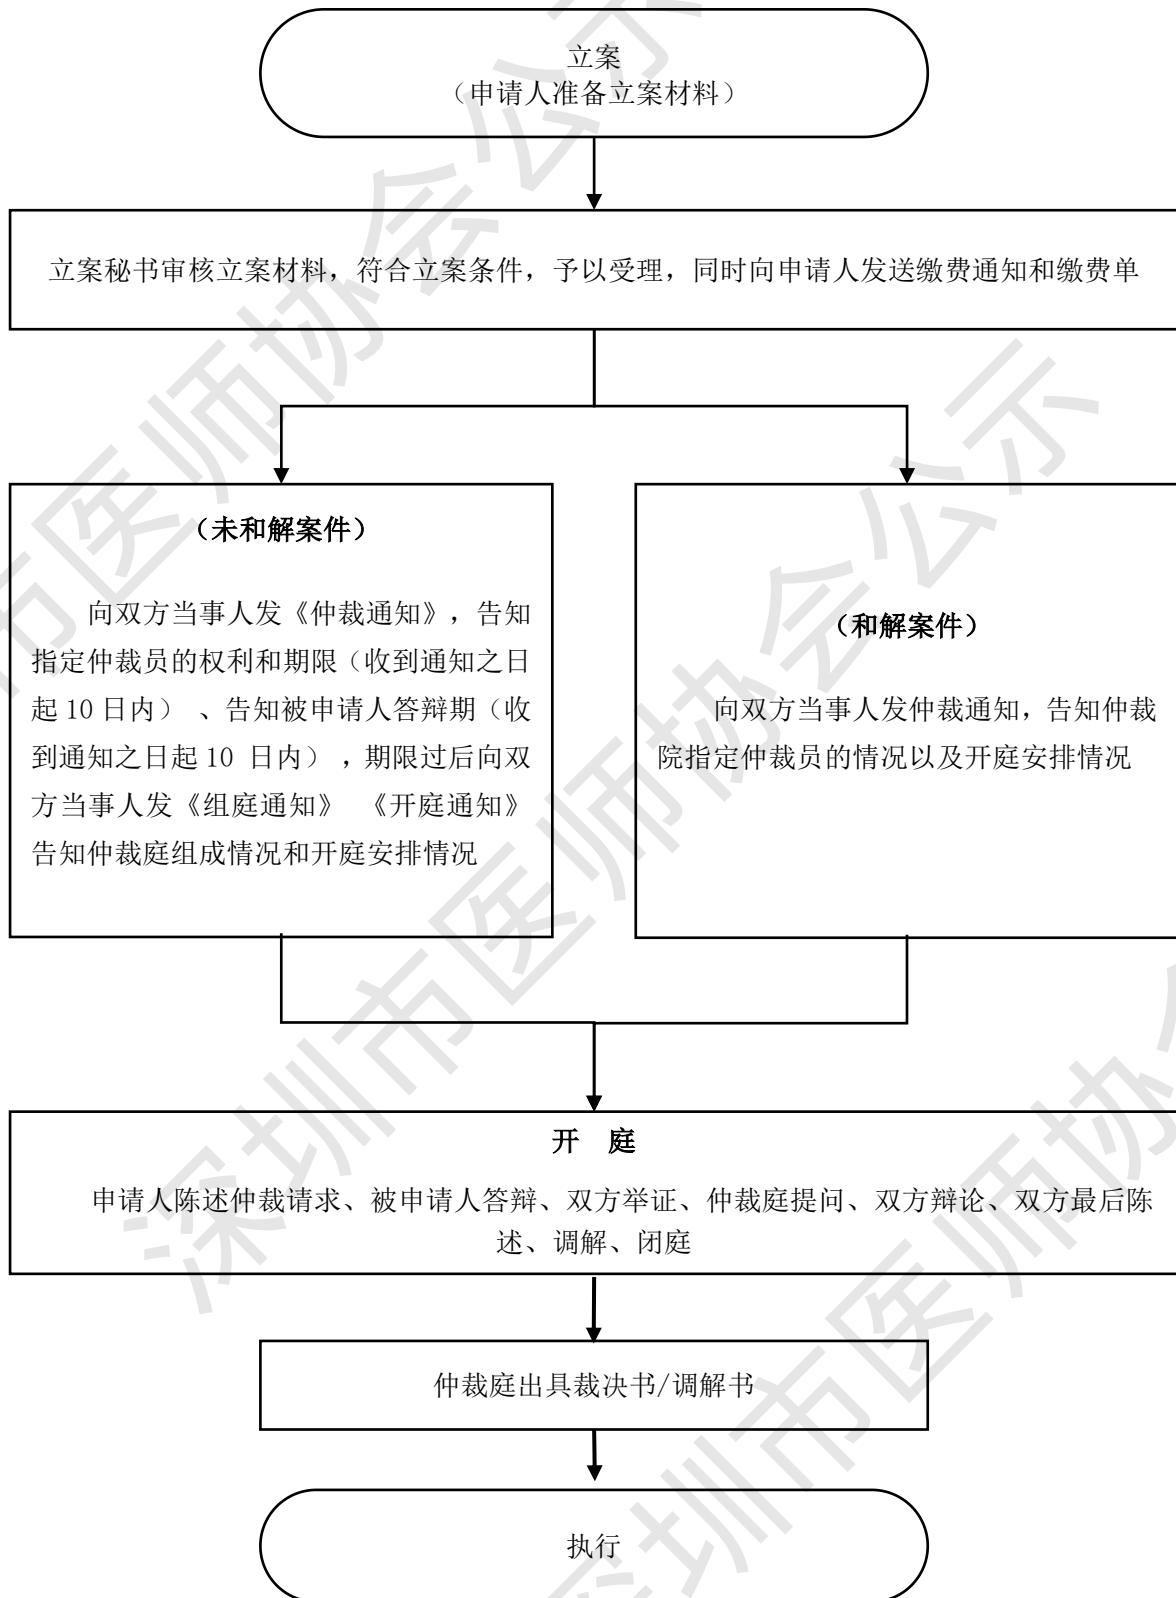 立案
（申请人准备立案材料）
立案秘书审核立案材料，符合立案条件，予以受理，同时向申请人发送缴费通知和缴费单
（未和解案件）
向双方当事人发《仲裁通知》，告知
指定仲裁员的权利和期限（收到通知之日
起 10 日内） 、告知被申请人答辩期（收
到通知之日起 10 日内） ，期限过后向双
方当事人发《组庭通知》 《开庭通知》
告知仲裁庭组成情况和开庭安排情况
（和解案件）
向双方当事人发仲裁通知，告知仲裁
院指定仲裁员的情况以及开庭安排情况
开 庭
申请人陈述仲裁请求、被申请人答辩、双方举证、仲裁庭提问、双方辩论、双方最后陈
述、调解、闭庭
仲裁庭出具裁决书/调解书
执行
深圳市医师协会公示
市医师协会公示
深圳市医师协会